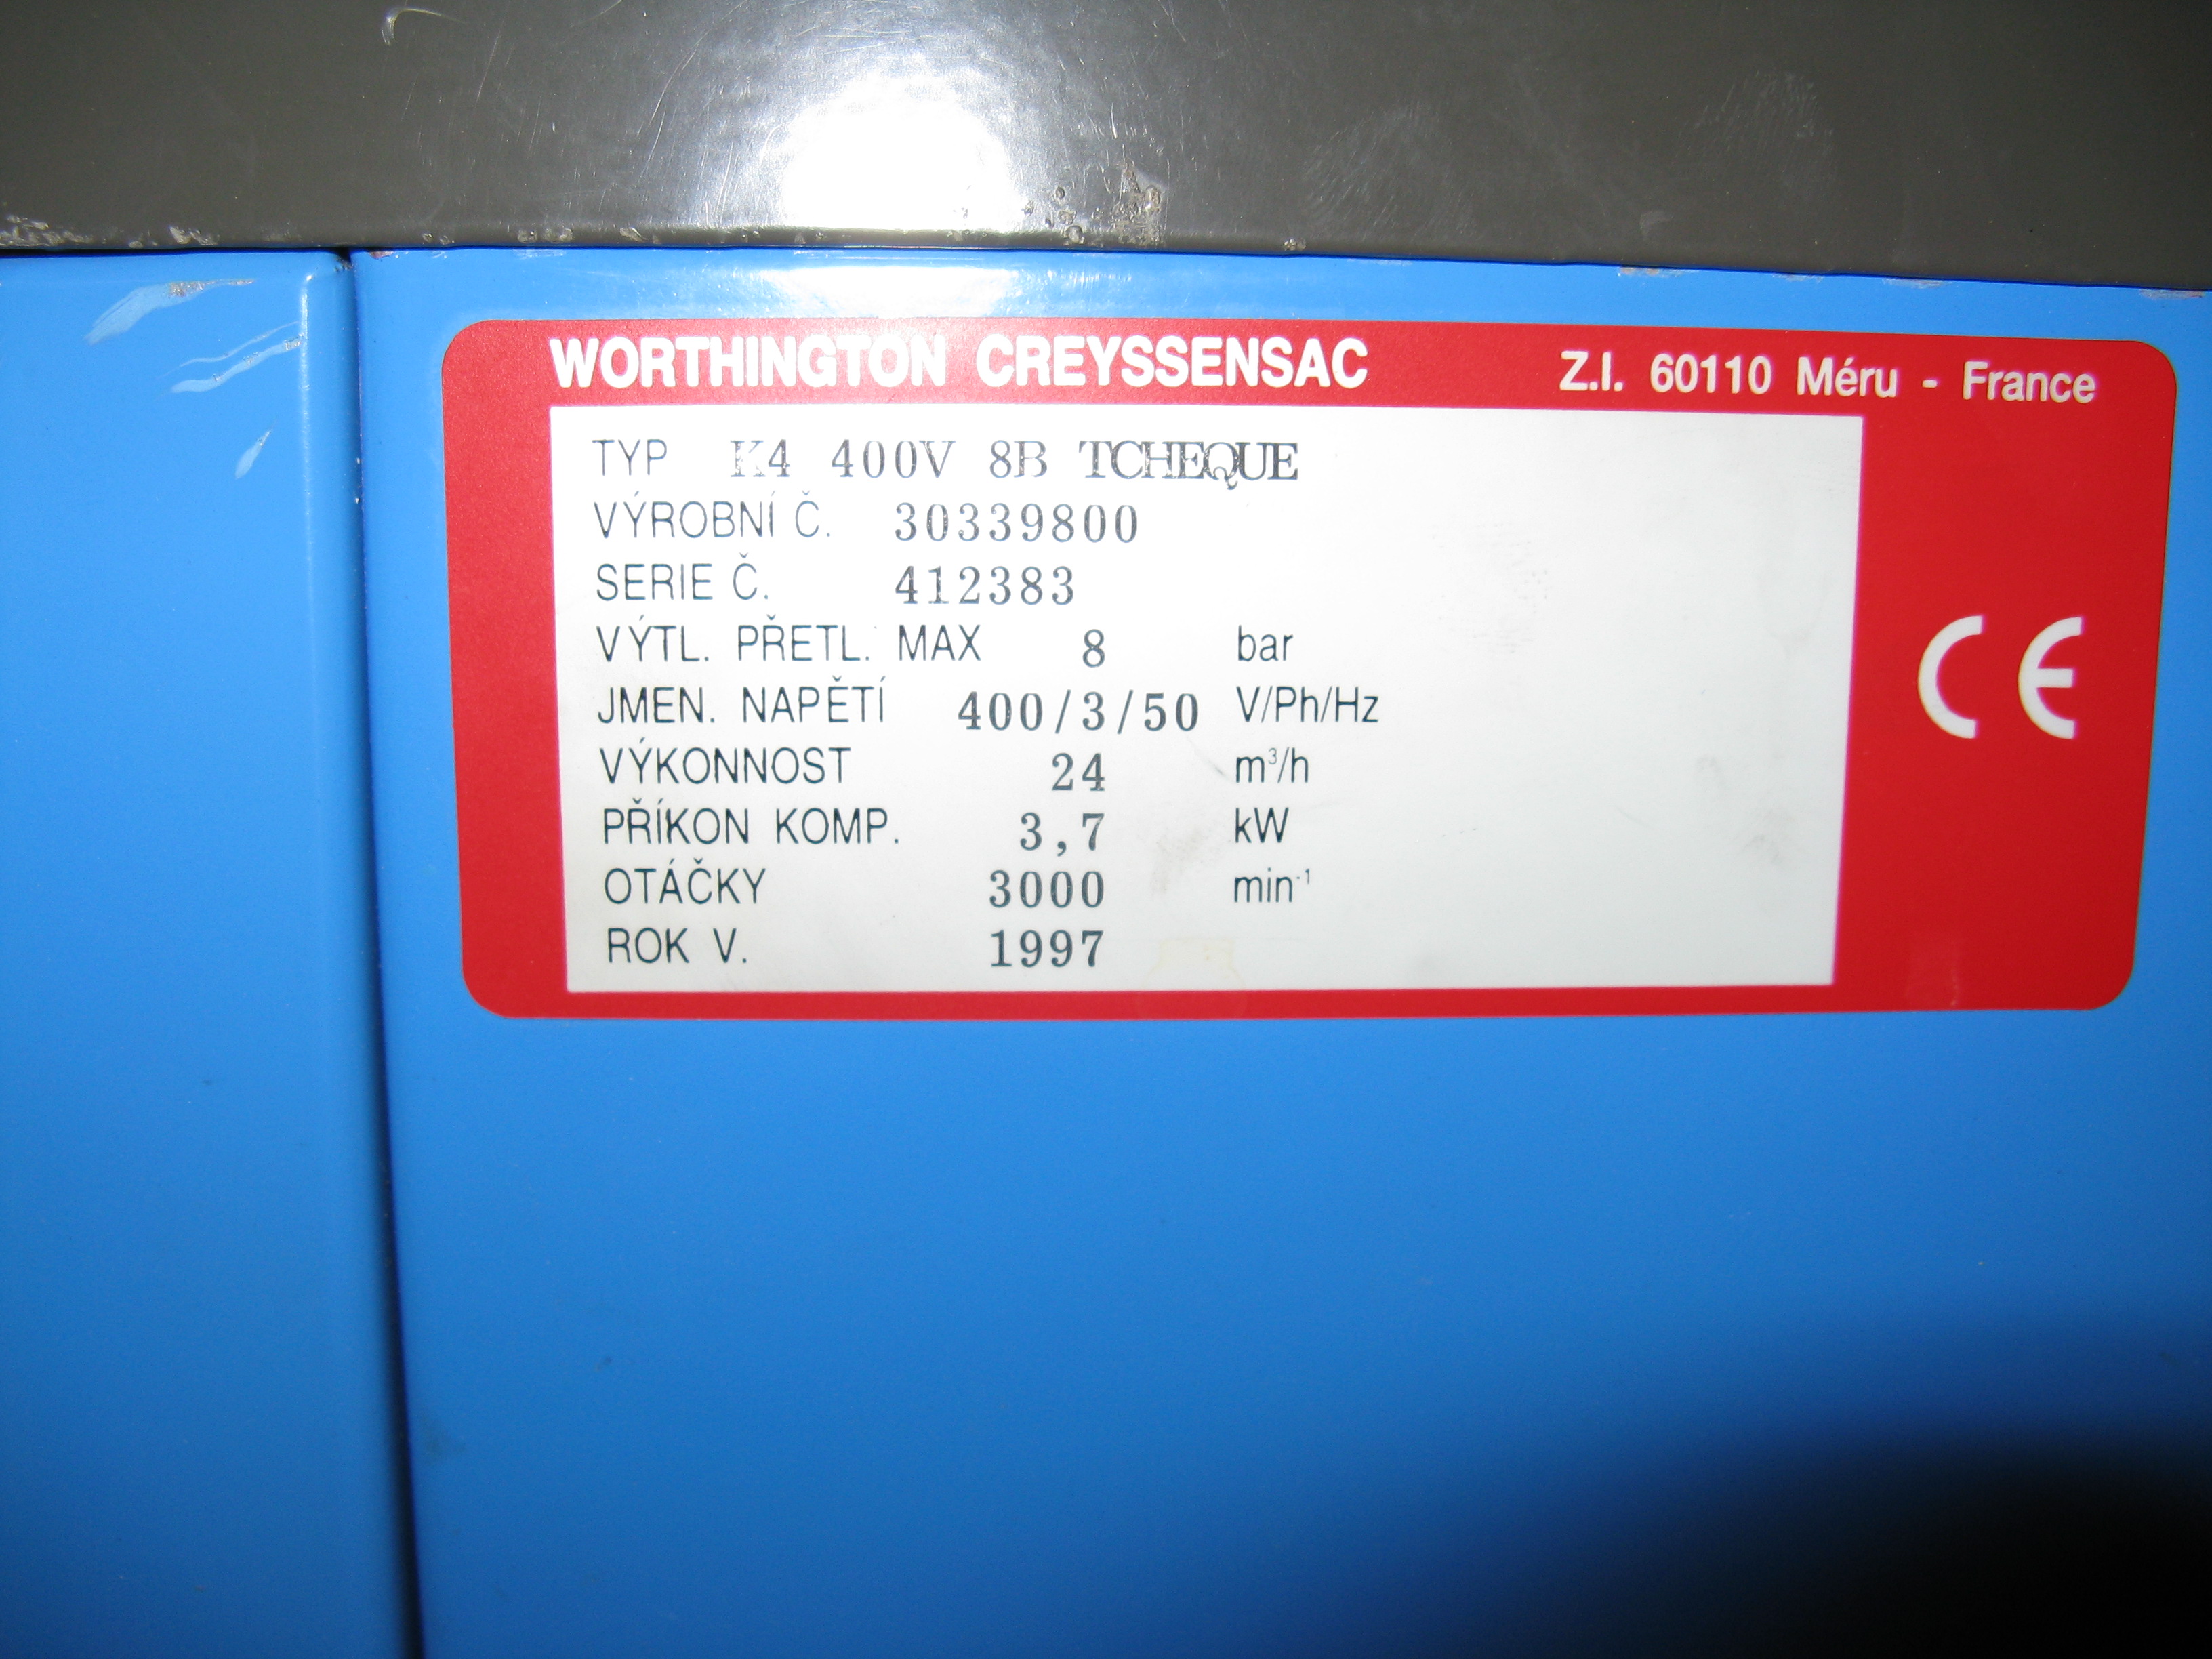 WORTHINGTON CREYSSENSAC Z.I. 60110 Méru - France
TYP K4 400V 8B TCHEQUE
VÝROBNÍ Č. 30339800
SERIE Č. 412383
VÝTL. PŘETL. MAX 8 bar
JMEN. NAPĚTÍ 400/3/50 V/Ph/Hz
VÝKONNOST 24 m³/h
PŘÍKON KOMP. 3,7 kW
OTÁČKY 3000 min⁻¹
ROK V. 1997
CE